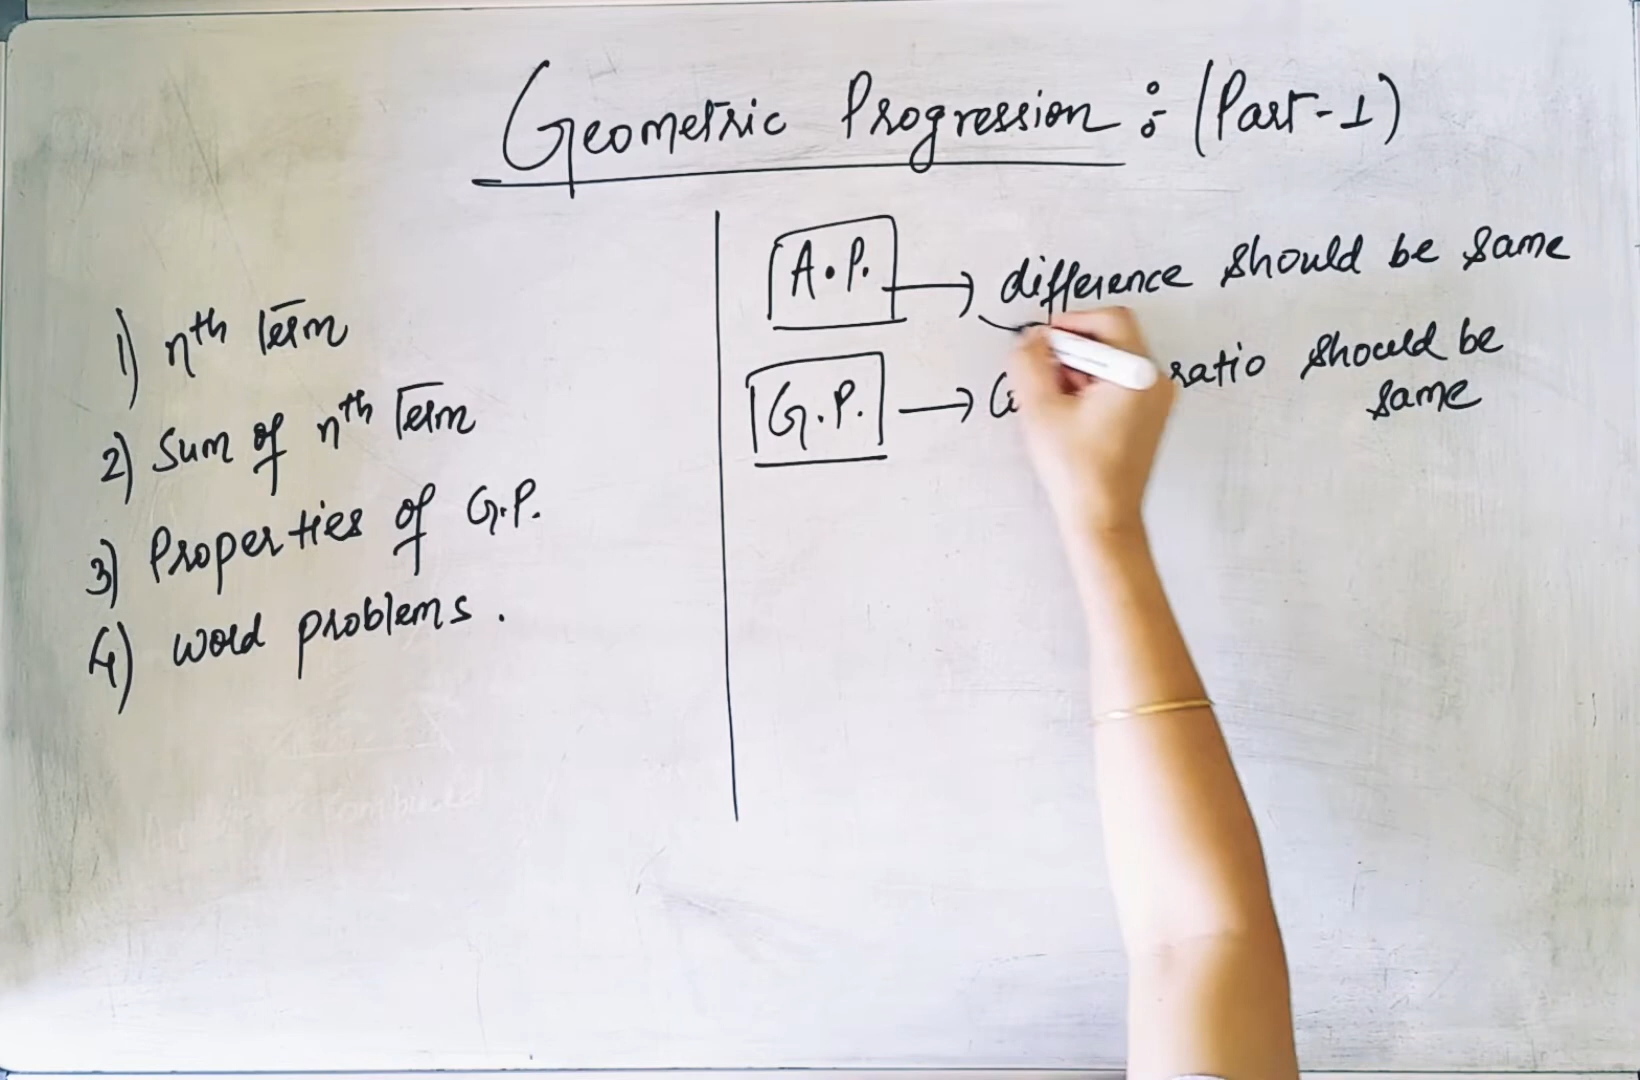 Geometric Progression : (Part-1)
1) nth Term
2) Sum of nth Term
3) Properties of G.P.
4) word problems.
A.P. → difference should be same
G.P. → ratio should be
same